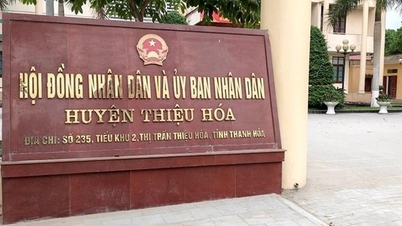 HỘI ĐỒNG NHÂN DÂN VÀ ỦY BAN NHÂN DÂN
HUYỆN THIỆU HÓA
ĐỊA CHỈ: SỐ 235, TIỂU KHU 2, THỊ TRẤN THIỆU HÓA, TỈNH THANH HÓA